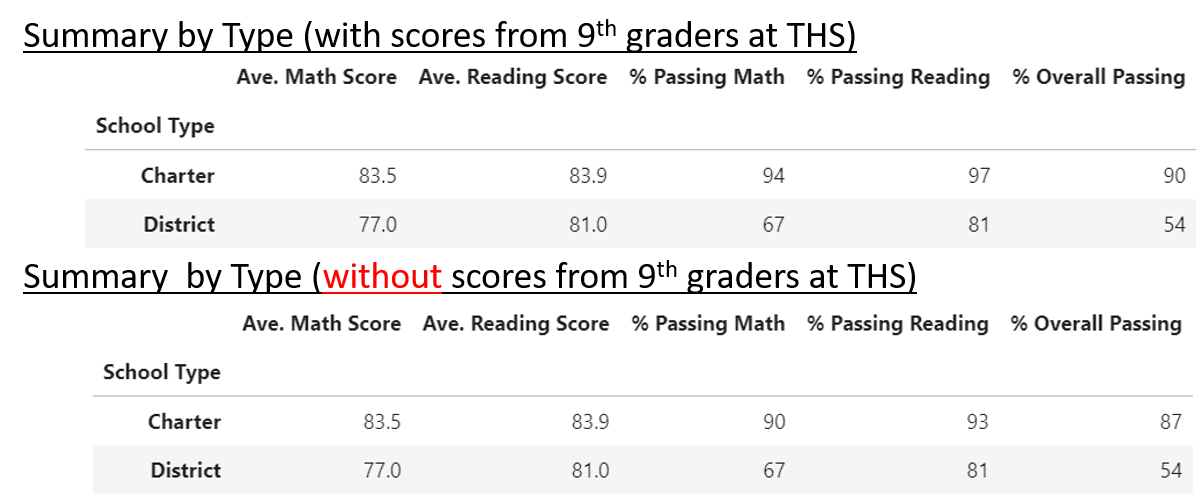 Summary by Type (with scores from 9th graders at THS)
Ave. Math Score Ave. Reading Score % Passing Math % Passing Reading % Overall Passing
School Type
Charter 83.5 83.9 94 97 90
District 77.0 81.0 67 81 54
Summary by Type (without scores from 9th graders at THS)
Ave. Math Score Ave. Reading Score % Passing Math % Passing Reading % Overall Passing
School Type
Charter 83.5 83.9 90 93 87
District 77.0 81.0 67 81 54